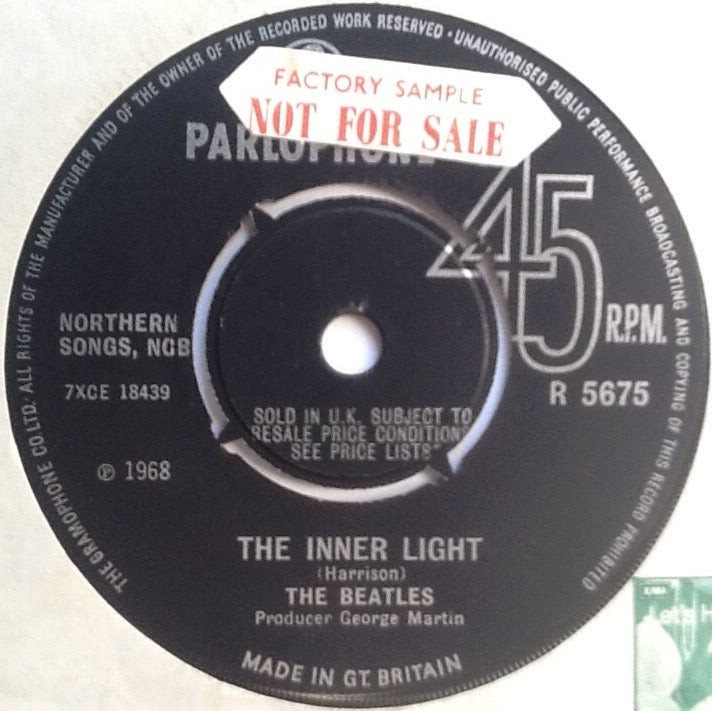 THE GRAMOPHONE CO. LTD. · ALL RIGHTS OF THE MANUFACTURER AND OF THE OWNER OF THE RECORDED WORK RESERVED · UNAUTHORISED PUBLIC PERFORMANCE BROADCASTING AND COPYING OF THIS RECORD PROHIBITED
FACTORY SAMPLE
NOT FOR SALE
PARLOPHONE
45
R.P.M.
NORTHERN
SONGS, NCB
7XCE 18439
R 5675
SOLD IN U.K. SUBJECT TO
RESALE PRICE CONDITIONS
SEE PRICE LISTS
℗ 1968
THE INNER LIGHT
(Harrison)
THE BEATLES
Producer George Martin
MADE IN GT. BRITAIN
Let's H